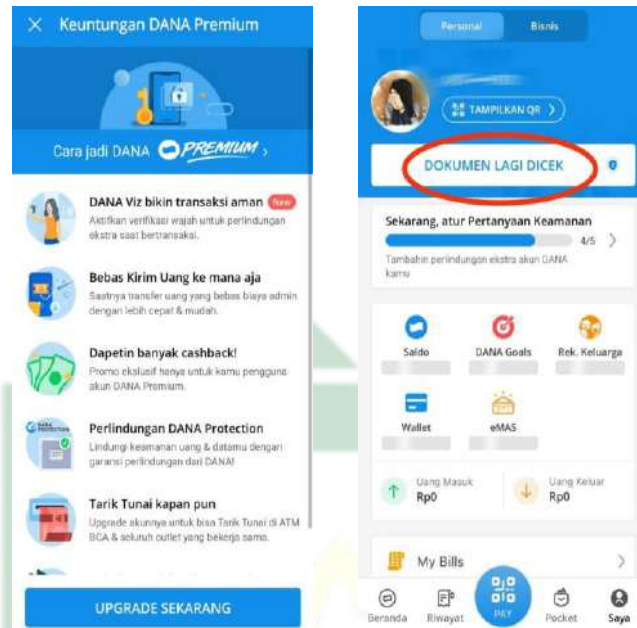 Keuntungan DANA Premium
Cara jadi DANA PREMIUM
DANA Viz bikin transaksi aman New
Aktifkan verifikasi wajah untuk perlindungan
ekstra saat bertransaksi.
Bebas Kirim Uang ke mana aja
Saatnya transfer uang yang bebas biaya admin
dengan lebih cepat & mudah.
Dapetin banyak cashback!
Promo ekslusif hanya untuk kamu pengguna
akun DANA Premium.
Perlindungan DANA Protection
Lindungi keamanan uang & datamu dengan
garansi perlindungan dari DANA!
Tarik Tunai kapan pun
Upgrade akunnya untuk bisa Tarik Tunai di ATM
BCA & seluruh outlet yang bekerja sama.
UPGRADE SEKARANG
Personal Bisnis
TAMPILKAN QR
DOKUMEN LAGI DICEK
Sekarang, atur Pertanyaan Keamanan
4/5
Tambahin perlindungan ekstra akun DANA
kamu
Saldo DANA Goals Rek. Keluarga
Wallet eMAS
Uang Masuk Uang Keluar
Rp0 Rp0
My Bills
Beranda Riwayat PAY Pocket Saya